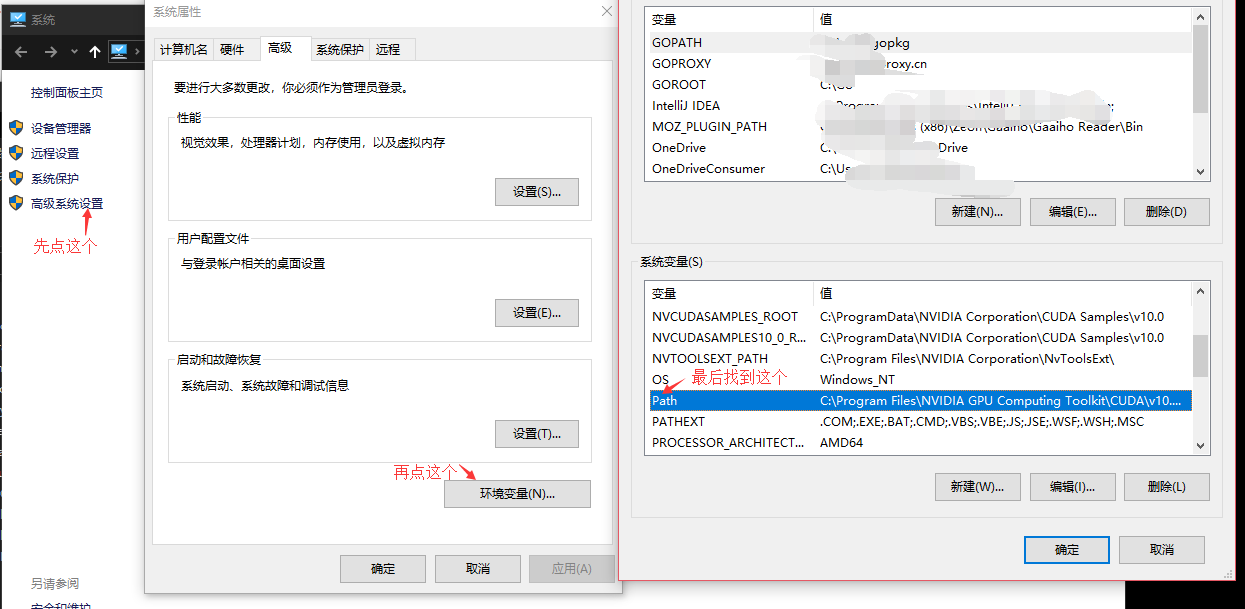 系统
控制面板主页
设备管理器
远程设置
系统保护
高级系统设置
先点这个
另请参阅
安全和维护
系统属性
计算机名 硬件 高级 系统保护 远程
要进行大多数更改，你必须作为管理员登录。
性能
视觉效果，处理器计划，内存使用，以及虚拟内存
设置(S)...
用户配置文件
与登录帐户相关的桌面设置
设置(E)...
启动和故障恢复
系统启动、系统故障和调试信息
设置(T)...
再点这个
环境变量(N)...
确定 取消 应用(A)
变量 值
GOPATH gopkg
GOPROXY roxy.cn
GOROOT C:\Go
IntelliJ IDEA
MOZ_PLUGIN_PATH (x86)\Zeon\Gaaiho\Gaaiho Reader\Bin
OneDrive Drive
OneDriveConsumer
新建(N)... 编辑(E)... 删除(D)
系统变量(S)
变量 值
NVCUDASAMPLES_ROOT C:\ProgramData\NVIDIA Corporation\CUDA Samples\v10.0
NVCUDASAMPLES10_0_R... C:\ProgramData\NVIDIA Corporation\CUDA Samples\v10.0
NVTOOLSEXT_PATH C:\Program Files\NVIDIA Corporation\NvToolsExt\
OS Windows_NT
最后找到这个
Path C:\Program Files\NVIDIA GPU Computing Toolkit\CUDA\v10....
PATHEXT .COM;.EXE;.BAT;.CMD;.VBS;.VBE;.JS;.JSE;.WSF;.WSH;.MSC
PROCESSOR_ARCHITECT... AMD64
新建(W)... 编辑(I)... 删除(L)
确定 取消